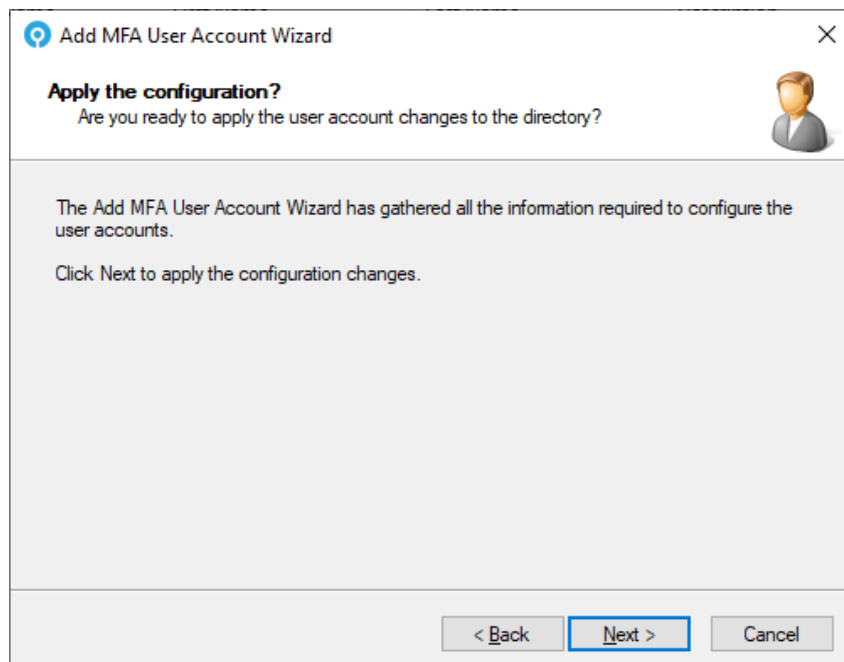 Add MFA User Account Wizard
Apply the configuration?
Are you ready to apply the user account changes to the directory?
The Add MFA User Account Wizard has gathered all the information required to configure the
user accounts.
Click Next to apply the configuration changes.
< Back
Next >
Cancel